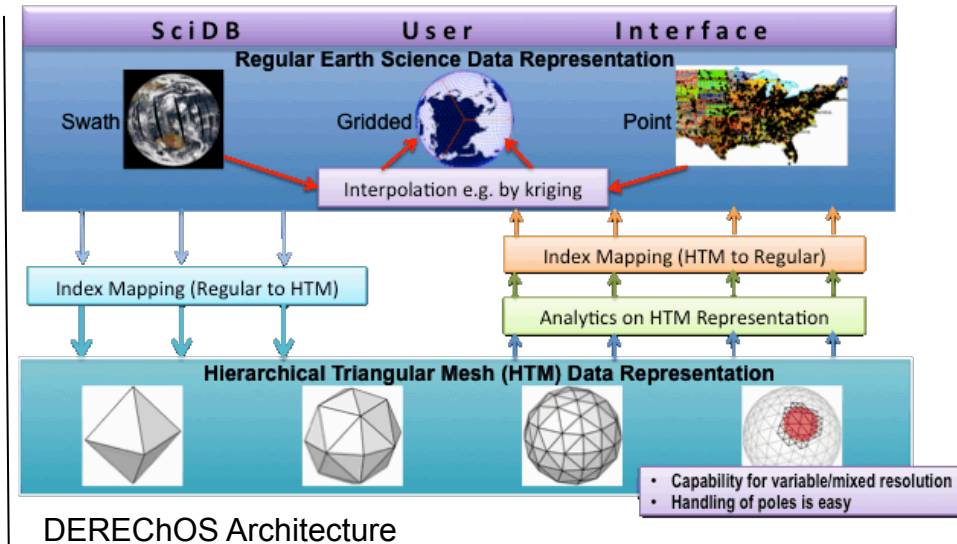 SciDB User Interface
Regular Earth Science Data Representation
Swath
Gridded
Point
Interpolation e.g. by kriging
Index Mapping (Regular to HTM)
Index Mapping (HTM to Regular)
Analytics on HTM Representation
Hierarchical Triangular Mesh (HTM) Data Representation
• Capability for variable/mixed resolution
• Handling of poles is easy
DEREChOS Architecture